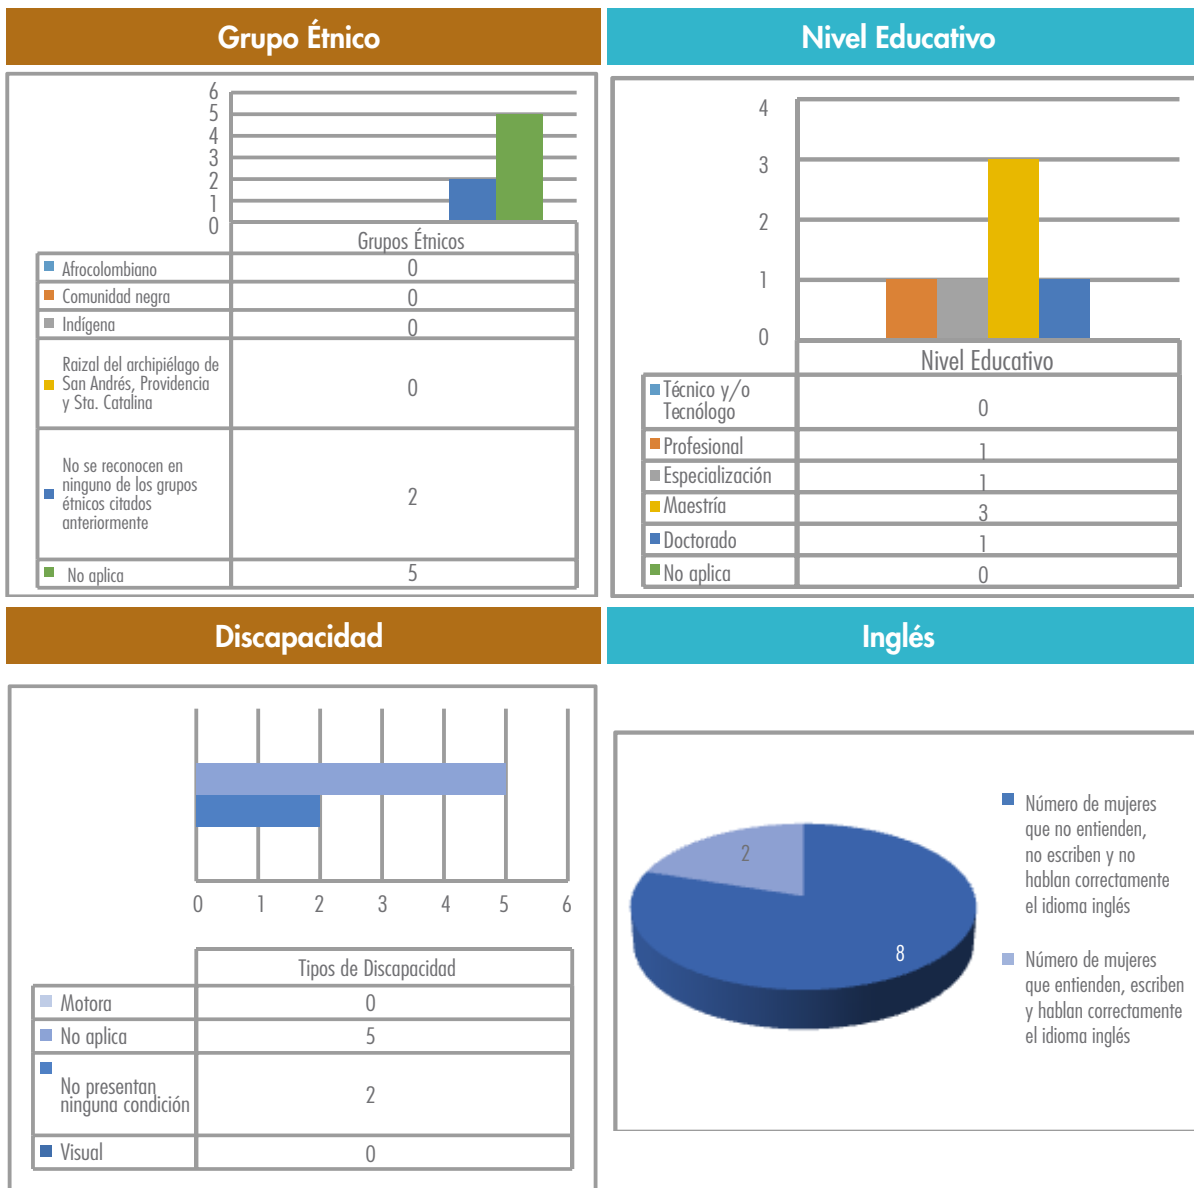 Grupo Étnico
6
5
4
3
2
1
0
Grupos Étnicos
Afrocolombiano 0
Comunidad negra 0
Indígena 0
Raizal del archipiélago de
San Andrés, Providencia
y Sta. Catalina
0
No se reconocen en
ninguno de los grupos
étnicos citados
anteriormente
2
No aplica 5
Nivel Educativo
4
3
2
1
0
Nivel Educativo
Técnico y/o
Tecnólogo
0
Profesional 1
Especialización 1
Maestría 3
Doctorado 1
No aplica 0
Discapacidad
0 1 2 3 4 5 6
Tipos de Discapacidad
Motora 0
No aplica 5
No presentan
ninguna condición
2
Visual 0
Inglés
2
8
Número de mujeres
que no entienden,
no escriben y no
hablan correctamente
el idioma inglés
Número de mujeres
que entienden, escriben
y hablan correctamente
el idioma inglés